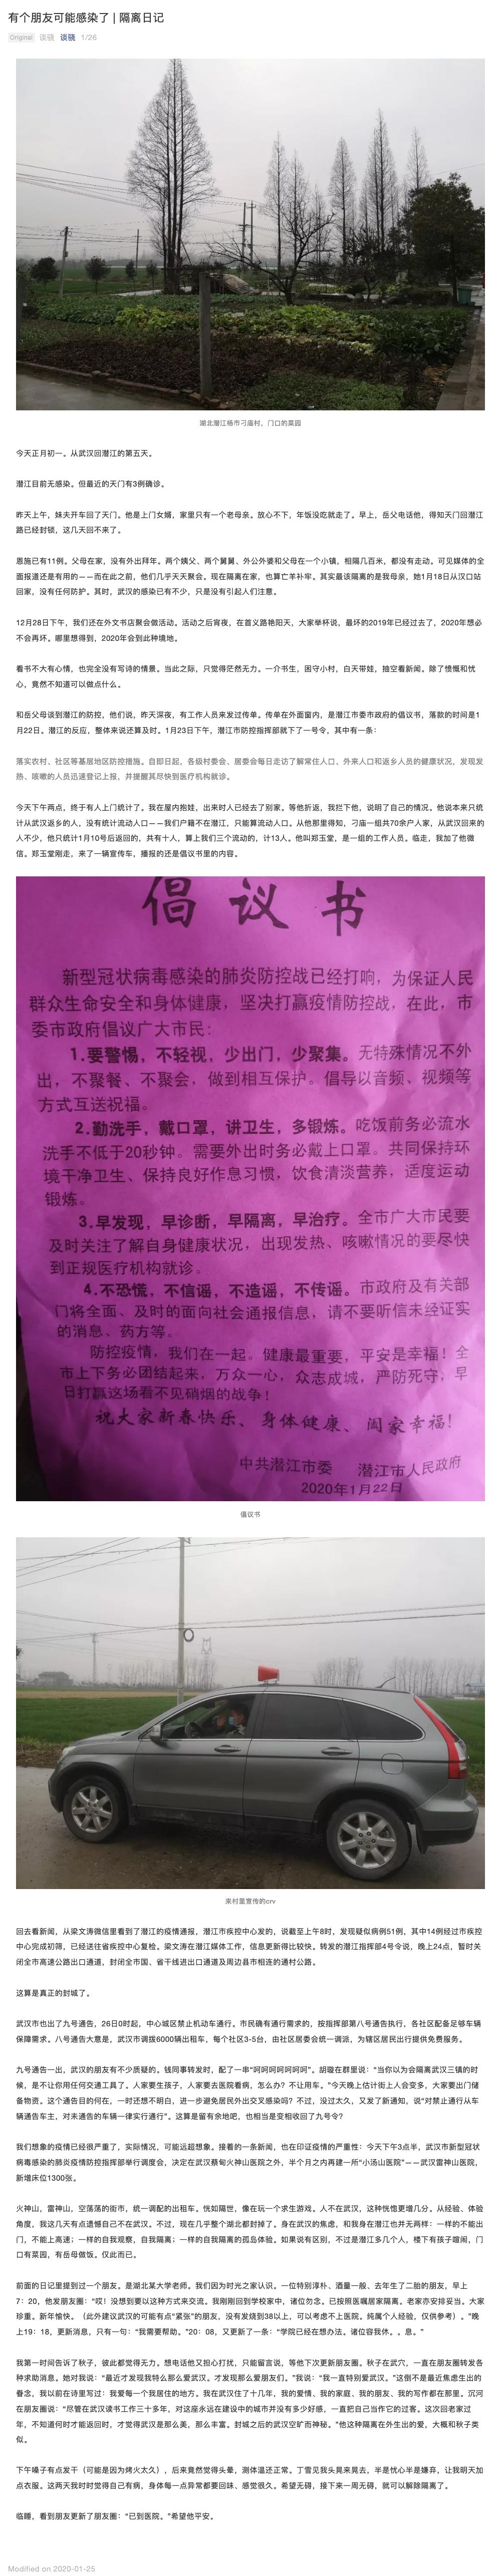 有个朋友可能感染了 | 隔离日记
Original 谈骁 谈骁 1/26
湖北潜江杨市刁庙村，门口的菜园
今天正月初一。从武汉回潜江的第五天。
潜江目前无感染。但最近的天门有3例确诊。
昨天上午，妹夫开车回了天门。他是上门女婿，家里只有一个老母亲。放心不下，年饭没吃就走了。早上，岳父电话他，得知天门回潜江
路已经封锁，这几天回不来了。
恩施已有11例。父母在家，没有外出拜年。两个姨父、两个舅舅、外公外婆和父母在一个小镇，相隔几百米，都没有走动。可见媒体的全
面报道还是有用的——而在此之前，他们几乎天天聚会。现在隔离在家，也算亡羊补牢。其实最该隔离的是我母亲，她1月18日从汉口站
回家，没有任何防护。其时，武汉的感染已有不少，只是没有引起人们注意。
12月28日下午，我们还在外文书店聚会做活动。活动之后宵夜，在首义路艳阳天，大家举杯说，最坏的2019年已经过去了，2020年想必
不会再坏。哪里想得到，2020年会到此种境地。
看书不大有心情，也完全没有写诗的情景。当此之际，只觉得茫然无力。一介书生，困守小村，白天带娃，抽空看新闻。除了愤慨和忧
心，竟然不知道可以做点什么。
和岳父母谈到潜江的防控，他们说，昨天深夜，有工作人员来发过传单。传单在外面窗内，是潜江市委市政府的倡议书，落款的时间是1
月22日。潜江的反应，整体来说还算及时。1月23日下午，潜江市防控指挥部就下了一号令，其中有一条：
落实农村、社区等基层地区防控措施。自即日起，各级村委会、居委会每日走访了解常住人口、外来人口和返乡人员的健康状况，发现发
热、咳嗽的人员迅速登记上报，并提醒其尽快到医疗机构就诊。
今天下午两点，终于有人上门统计了。我在屋内抱娃，出来时人已经去了别家。等他折返，我拦下他，说明了自己的情况。他说本来只统
计从武汉返乡的人，没有统计流动人口——我们户籍不在潜江，只能算流动人口。从他那里得知，刁庙一组共70余户人家，从武汉回来的
人不少，他只统计1月10号后返回的，共有十人，算上我们三个流动的，计13人。他叫郑玉堂，是一组的工作人员。临走，我加了他微
信。郑玉堂刚走，来了一辆宣传车，播报的还是倡议书里的内容。
倡议书
新型冠状病毒感染的肺炎防控战已经打响，为保证人民
群众生命安全和身体健康，坚决打赢疫情防控战，在此，市
委市政府倡议广大市民：
1.要警惕，不轻视，少出门，少聚集。无特殊情况不外
出，不聚餐、不聚会，做到相互保护。倡导以音频、视频等
方式互送祝福。
2.勤洗手，戴口罩，讲卫生，多锻炼。吃饭前务必流水
洗手不低于20秒钟。需要外出时务必戴上口罩。共同保持环
境干净卫生、保持良好作息习惯，饮食清淡营养，适度运动
锻炼。
3.早发现，早诊断，早隔离，早治疗。全市广大市民要
及时关注了解自身健康状况，出现发热、咳嗽情况的要尽快
到正规医疗机构就诊。
4.不恐慌，不信谣，不造谣，不传谣。市政府及有关部
门将全面、及时的面向社会通报信息，请不要听信未经证实
的消息、药方等。
防控疫情，我们在一起。健康最重要，平安是幸福！全
市上下务必团结起来，万众一心，众志成城，严防死守，早
日打赢这场看不见硝烟的战争！
祝大家新春快乐、身体健康、阖家幸福！
中共潜江市委 潜江市人民政府
2020年1月22日
倡议书
来村里宣传的crv
回去看新闻，从梁文涛微信里看到了潜江的疫情通报，潜江市疾控中心发的，说截至上午8时，发现疑似病例51例，其中14例经过市疾控
中心完成初筛，已经送往省疾控中心复检。梁文涛在潜江媒体工作，信息更新得比较快。转发的潜江指挥部4号令说，晚上24点，暂时关
闭全市高速公路出口通道，封闭全市国、省干线进出口通道及周边县市相连的通村公路。
这算是真正的封城了。
武汉市也出了九号通告，26日0时起，中心城区禁止机动车通行。市民确有通行需求的，按指挥部第八号通告执行，各社区配备足够车辆
保障需求。八号通告大意是，武汉市调拨6000辆出租车，每个社区3-5台，由社区居委会统一调派，为辖区居民出行提供免费服务。
九号通告一出，武汉的朋友有不少质疑的。钱同事转发时，配了一串“呵呵呵呵呵呵呵”。胡璇在群里说：“当你以为会隔离武汉三镇的时
候，是不让你用任何交通工具了。人家要生孩子，人家要去医院看病，怎么办？不让用车。”今天晚上估计街上人会变多，大家要出门储
备物资。这个通告目的何在，一时还想不明白，进一步避免居民外出交叉感染吗？不过，没过太久，又发了新通知，说“对禁止通行从车
辆通告车主，对未通告的车辆一律实行通行”。这算是留有余地吧，也相当是变相收回了九号令？
我们想象的疫情已经很严重了，实际情况，可能远超想象。接着的一条新闻，也在印证疫情的严重性：今天下午3点半，武汉市新型冠状
病毒感染的肺炎疫情防控指挥部举行调度会，决定在武汉蔡甸火神山医院之外，半个月之内再建一所“小汤山医院”——武汉雷神山医院，
新增床位1300张。
火神山，雷神山，空荡荡的街市，统一调配的出租车。恍如隔世，像在玩一个求生游戏。人不在武汉，这种恍惚更增几分。从经验、体验
角度，我这几天有点遗憾自己不在武汉。不过，现在几乎整个湖北都封掉了。身在武汉的焦虑，和我身在潜江也并无两样：一样的不能出
门，不能上高速；一样的自我观察，自我隔离；一样的自我隔离的孤岛体验。如果说有区别，不过是潜江多几个人，楼下有孩子喧闹，门
口有菜园，有岳母做饭。仅此而已。
前面的日记里提到过一个朋友。是湖北某大学老师。我们因为时光之家认识。一位特别淳朴、酒量一般、去年生了二胎的朋友，早上
7：20，他发朋友圈：“哎！没想到要以这种方式来交流。我刚刚回到学校家中，诸位勿念。已按照医嘱居家隔离。老家亦安排妥当。大家
珍重。新年愉快。（此外建议武汉的可能有点“紧张”的朋友，没有发烧到38以上，可以考虑不上医院。纯属个人经验，仅供参考）。”晚
上19：18，更新消息，只有一句：“我需要帮助。”20：08，又更新了一条：“学院已经在想办法。诸位容我休。。息。”
我第一时间告诉了秋子，彼此都觉得无力。想电话他又担心打扰，只能留言说，等他下次更新朋友圈。秋子在武穴，一直在朋友圈转发各
种求助消息。她对我说：“最近才发现我特么那么爱武汉。才发现那么爱朋友们。”我说：“我一直特别爱武汉。”这倒不是最近焦虑生出的
眷念，我以前在诗里写过：我爱每一个我居住的地方。我在武汉住了十几年，我的爱情、我的家庭、我的朋友、我的写作都在那里。沉河
在朋友圈说：“尽管在武汉读书工作三十多年，对这座永远在建设中的城市并没有多少好感，一直把自己当作它的过客。这次回老家过
年，不知道何时才能返回时，才觉得武汉是那么美，那么丰富。封城之后的武汉空旷而神秘。”他这种隔离在外生出的爱，大概和秋子类
似。
下午嗓子有点发干（可能是因为烤火太久），后来竟然觉得头晕，测体温还正常。丁雪见我头晃来晃去，半是忧心半是嫌弃，让我明天加
点衣服。这两天我时时觉得自己有病，身体每一点异常都要回味、感觉很久。希望无碍，接下来一周无碍，就可以解除隔离了。
临睡，看到朋友更新了朋友圈：“已到医院。”希望他平安。
Modified on 2020-01-25